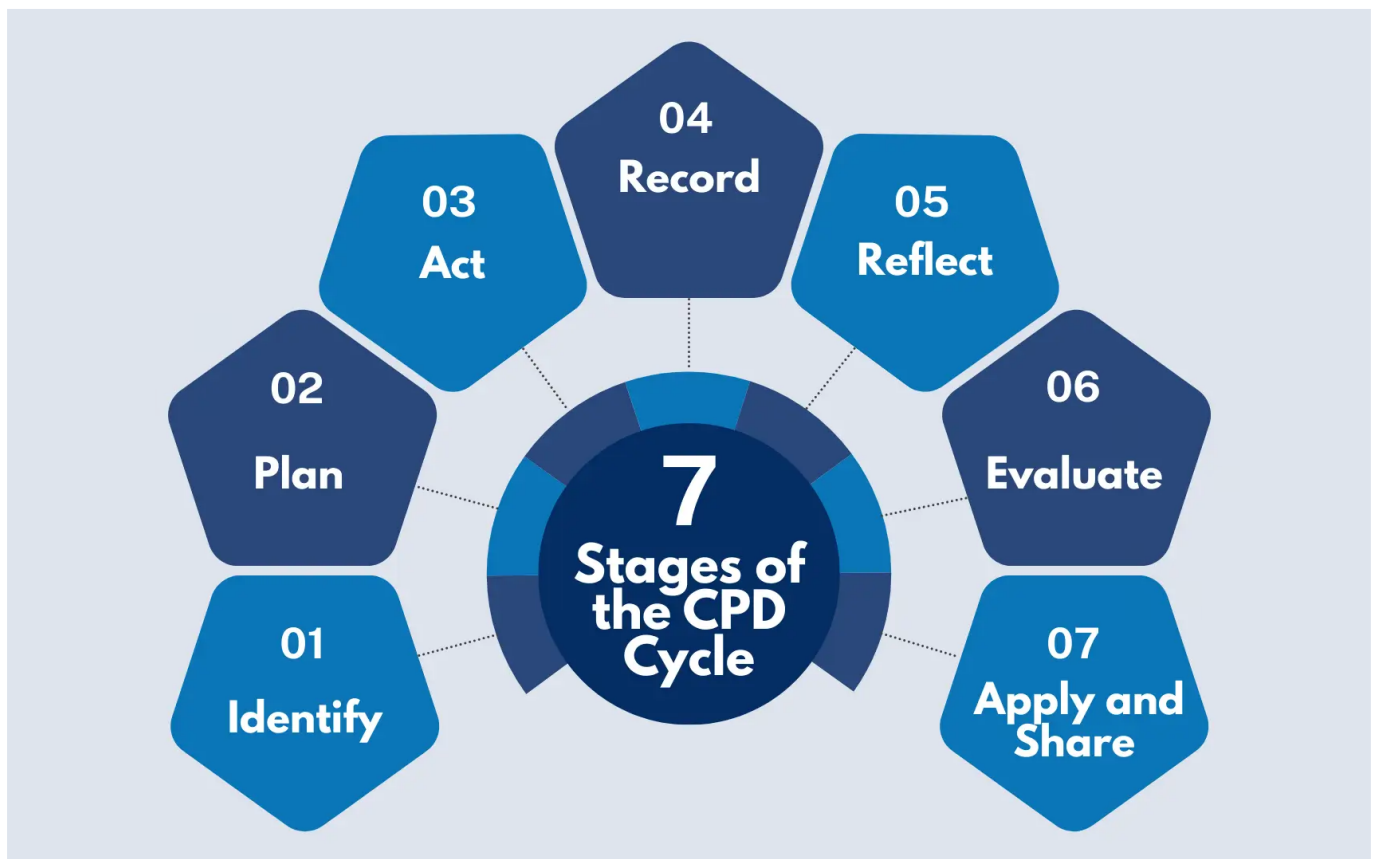 01
Identify
02
Plan
03
Act
04
Record
05
Reflect
06
Evaluate
07
Apply and
Share
7
Stages of
the CPD
Cycle